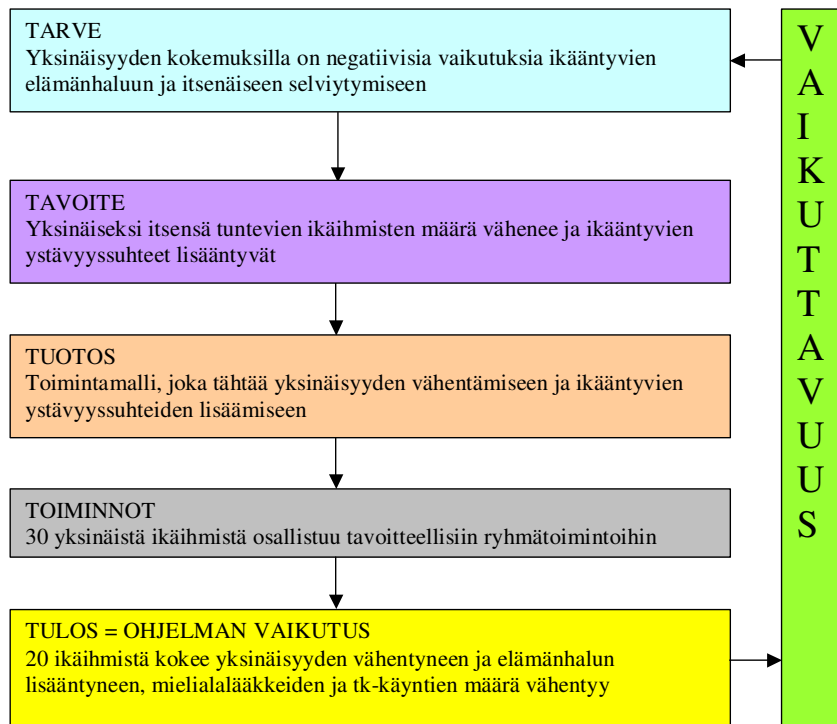 TARVE
Yksinäisyyden kokemuksilla on negatiivisia vaikutuksia ikääntyvien
elämänhaluun ja itsenäiseen selviytymiseen
TAVOITE
Yksinäiseksi itsensä tuntevien ikäihmisten määrä vähenee ja ikääntyvien
ystävyyssuhteet lisääntyvät
TUOTOS
Toimintamalli, joka tähtää yksinäisyyden vähentämiseen ja ikääntyvien
ystävyyssuhteiden lisäämiseen
TOIMINNOT
30 yksinäistä ikäihmistä osallistuu tavoitteellisiin ryhmätoimintoihin
TULOS = OHJELMAN VAIKUTUS
20 ikäihmistä kokee yksinäisyyden vähentyneen ja elämänhalun
lisääntyneen, mielialalääkkeiden ja tk-käyntien määrä vähentyy
V
A
I
K
U
T
T
A
V
U
U
S